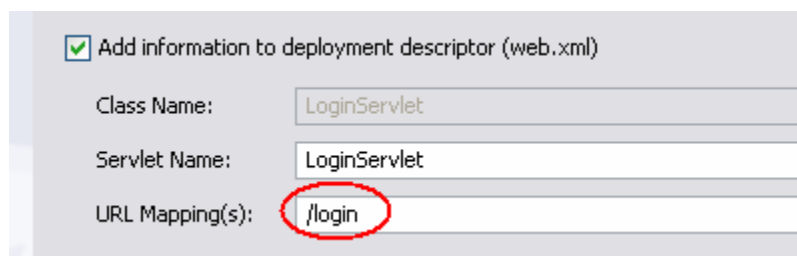 Add information to deployment descriptor (web.xml)
Class Name: LoginServlet
Servlet Name: LoginServlet
URL Mapping(s): /login